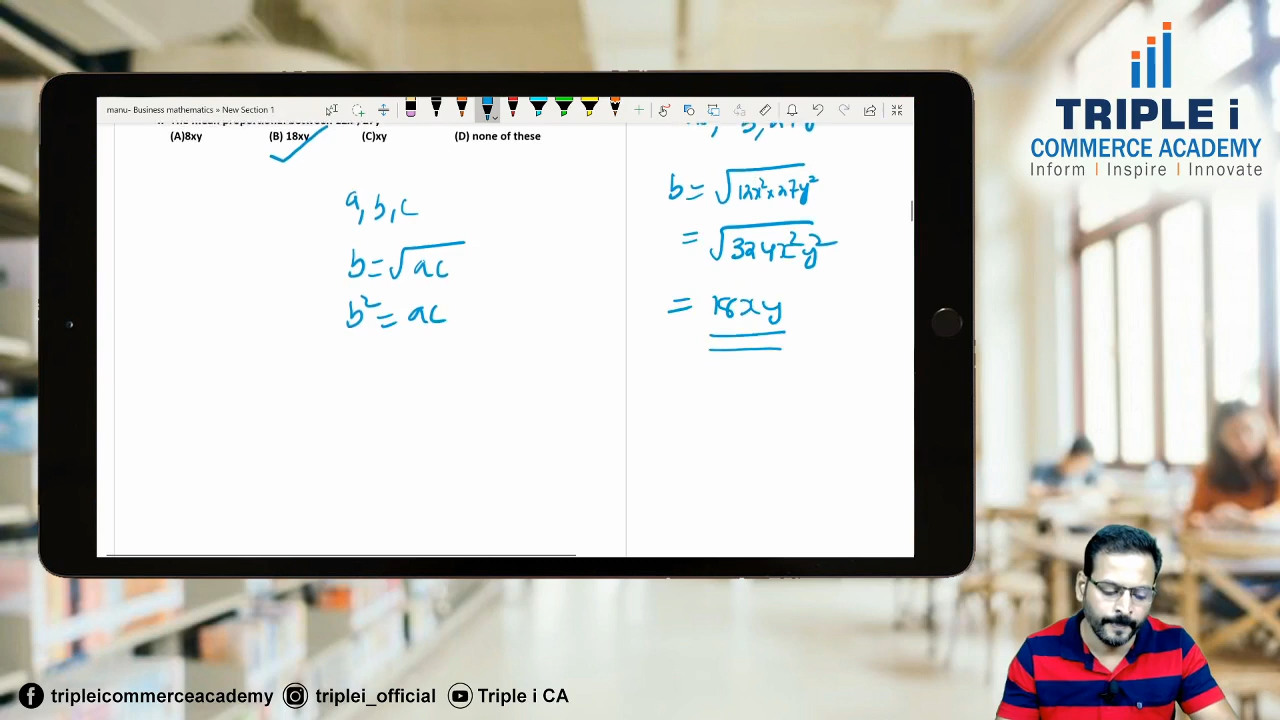 TRIPLE i
COMMERCE ACADEMY
Inform | Inspire | Innovate
manu- Business mathematics » New Section 1
(A)8xy (B) 18xy (C)xy (D) none of these
a, b, c
b = √ac
b² = ac
b = √12x² × 27y²
= √324x²y²
= 18xy
tripleicommerceacademy triplei_official Triple i CA